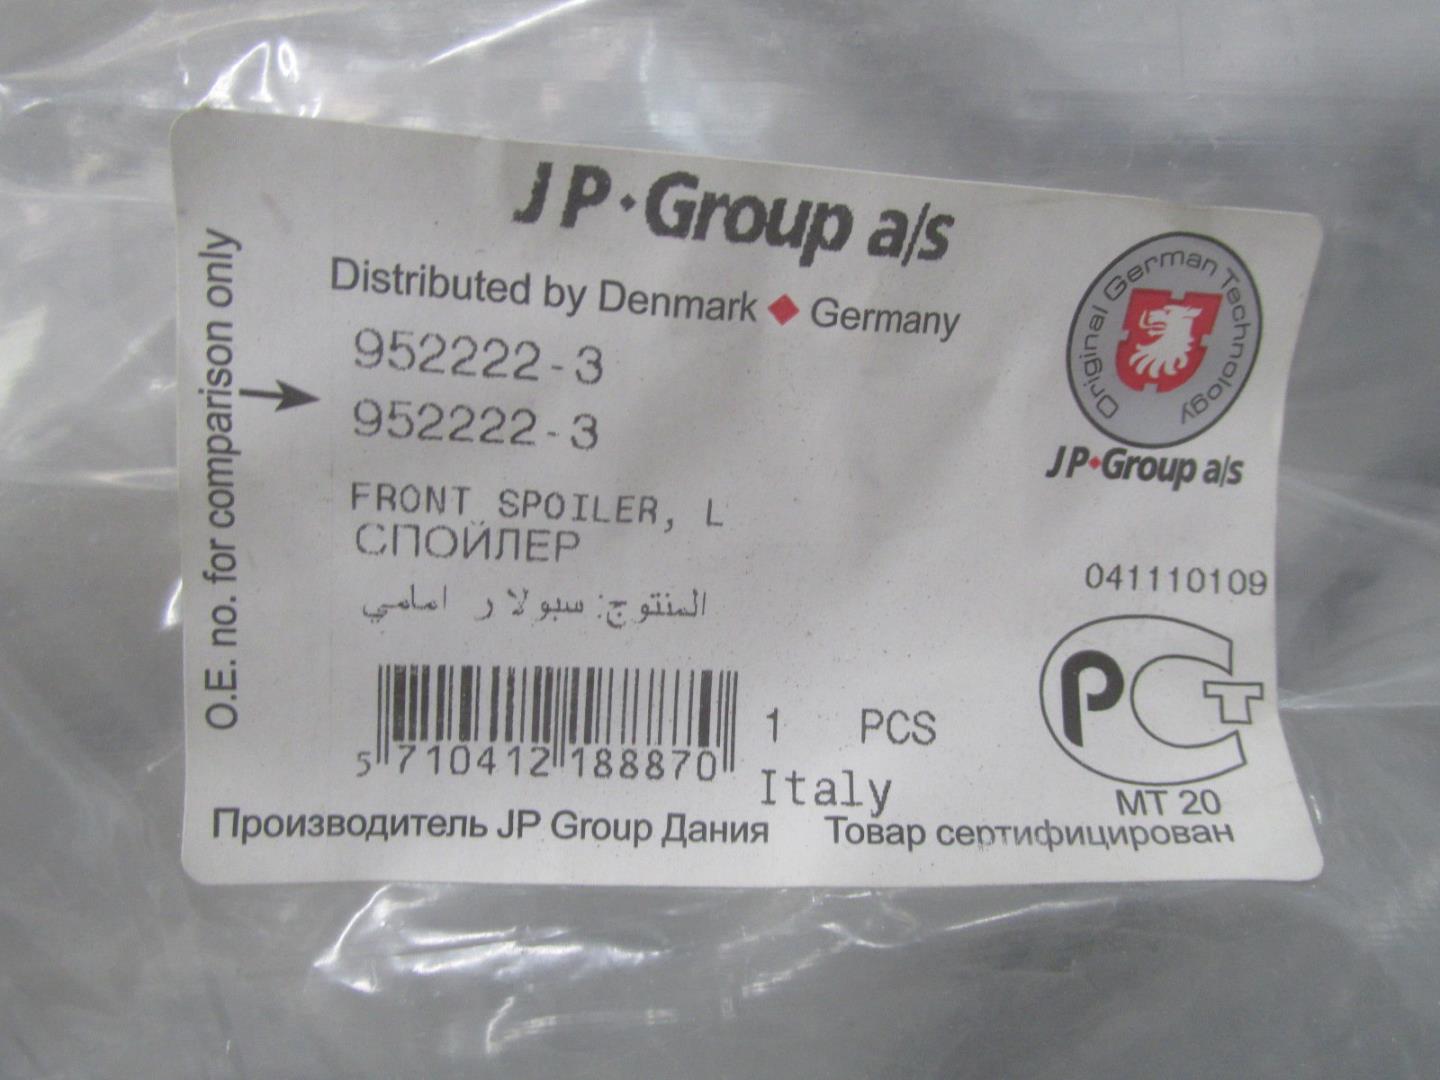 JP Group a/s
Distributed by Denmark Germany
952222-3
O.E. no. for comparison only
952222-3
FRONT SPOILER, L
СПОЙЛЕР
المنتوج: سبولار امامي
5 710412 188870
1 PCS
Italy
Original German Technology
JP Group a/s
041110109
РСТ
МТ 20
Производитель JP Group Дания
Товар сертифицирован